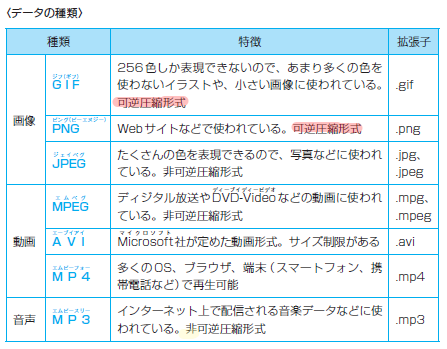 〈データの種類〉
種類 特徴 拡張子
画像
ジフ(ギフ)
GIF
256色しか表現できないので、あまり多くの色を
使わないイラストや、小さい画像に使われている。
可逆圧縮形式
.gif
ピング(ピーエヌジー)
PNG
Webサイトなどで使われている。可逆圧縮形式
.png
ジェイペグ
JPEG
たくさんの色を表現できるので、写真などに使われ
ている。非可逆圧縮形式
.jpg、
.jpeg
動画
エムペグ
MPEG
ディーブイディービデオ
ディジタル放送やDVD-Videoなどの動画に使われ
ている。非可逆圧縮形式
.mpg、
.mpeg
エーブイアイ
AVI
マイクロソフト
Microsoft社が定めた動画形式。サイズ制限がある
.avi
エムピーフォー
MP4
多くのOS、ブラウザ、端末(スマートフォン、携
帯電話など)で再生可能
.mp4
音声
エムピースリー
MP3
インターネット上で配信される音楽データなどに使
われている。非可逆圧縮形式
.mp3